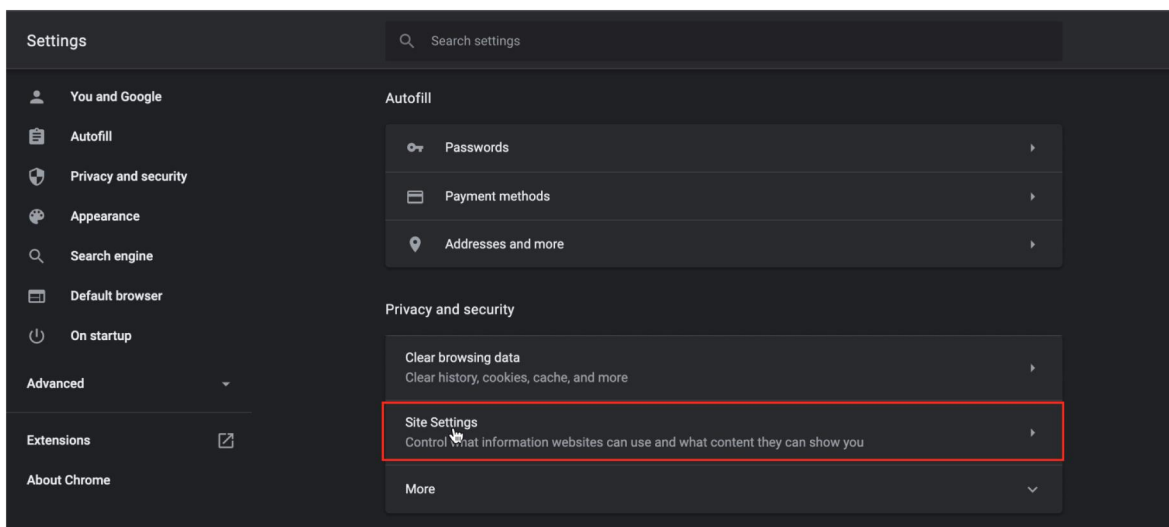 Settings
Search settings
You and Google
Autofill
Privacy and security
Appearance
Search engine
Default browser
On startup
Advanced
Extensions
About Chrome
Autofill
Passwords
Payment methods
Addresses and more
Privacy and security
Clear browsing data
Clear history, cookies, cache, and more
Site Settings
Control what information websites can use and what content they can show you
More